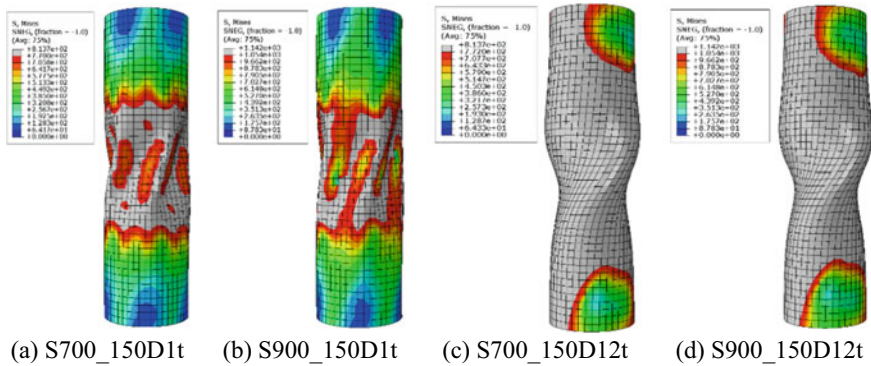 S, Mises
SNEG, (fraction = -1.0)
(Avg: 75%)
+8.137e+02
+7.700e+02
+7.058e+02
+6.417e+02
+5.775e+02
+5.133e+02
+4.492e+02
+3.850e+02
+3.208e+02
+2.567e+02
+1.925e+02
+1.283e+02
+6.417e+01
+0.000e+00
S, Mises
SNEG, (fraction = 1.0)
(Avg: 75%)
+1.142e+03
+1.054e+03
+9.662e+02
+8.783e+02
+7.905e+02
+7.027e+02
+6.148e+02
+5.270e+02
+4.392e+02
+3.513e+02
+2.635e+02
+1.757e+02
+8.783e+01
+0.000e+00
S, Mises
SNEG, (fraction = -1.0)
(Avg: 75%)
+8.137e+02
+7.720e+02
+7.077e+02
+6.433e+02
+5.790e+02
+5.147e+02
+4.503e+02
+3.860e+02
+3.217e+02
+2.573e+02
+1.930e+02
+1.287e+02
+6.433e+01
+0.000e+00
S, Mises
SNEG, (fraction = -1.0)
(Avg: 75%)
+1.142e+03
+1.054e+03
+9.662e+02
+8.783e+02
+7.905e+02
+7.027e+02
+6.148e+02
+5.270e+02
+4.392e+02
+3.513e+02
+2.635e+02
+1.757e+02
+8.783e+01
+0.000e+00
(a) S700_150D1t
(b) S900_150D1t
(c) S700_150D12t
(d) S900_150D12t